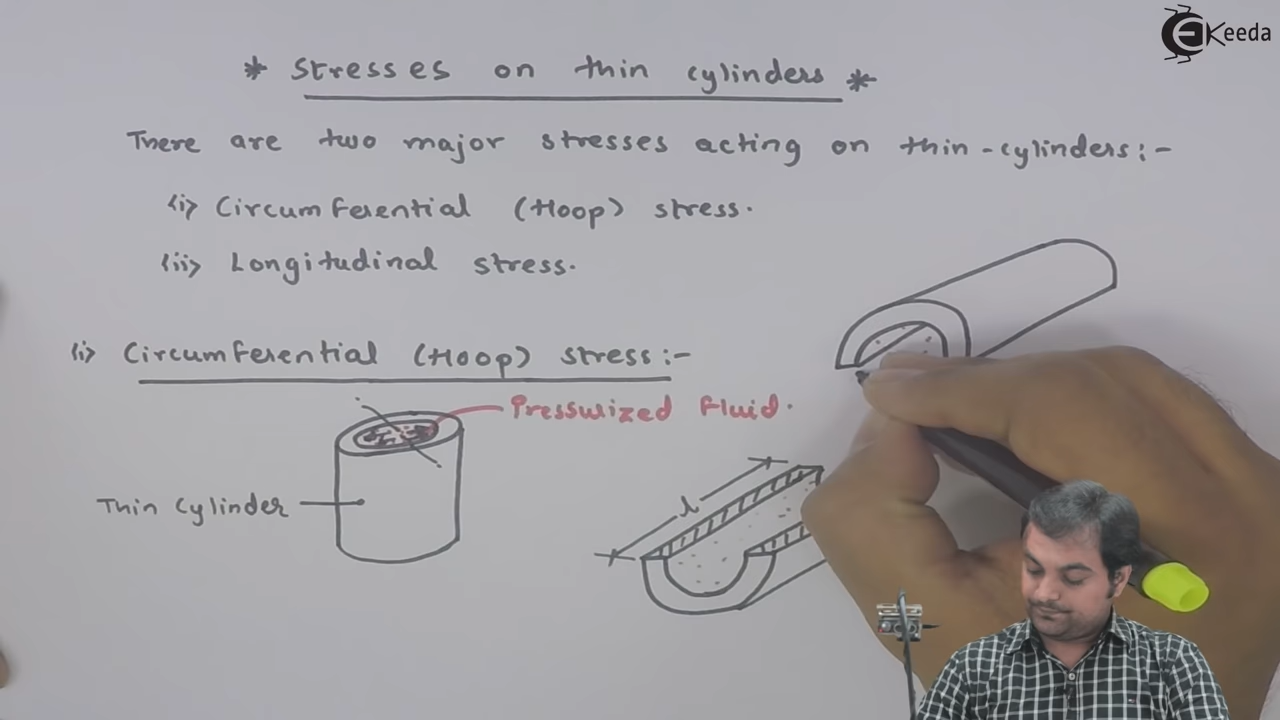 Ekeeda
* Stresses on thin cylinders *
There are two major stresses acting on thin-cylinders:-
(i) Circumferential (Hoop) stress.
(ii) Longitudinal stress.
(i) Circumferential (Hoop) stress:-
Pressurized Fluid.
Thin Cylinder
l